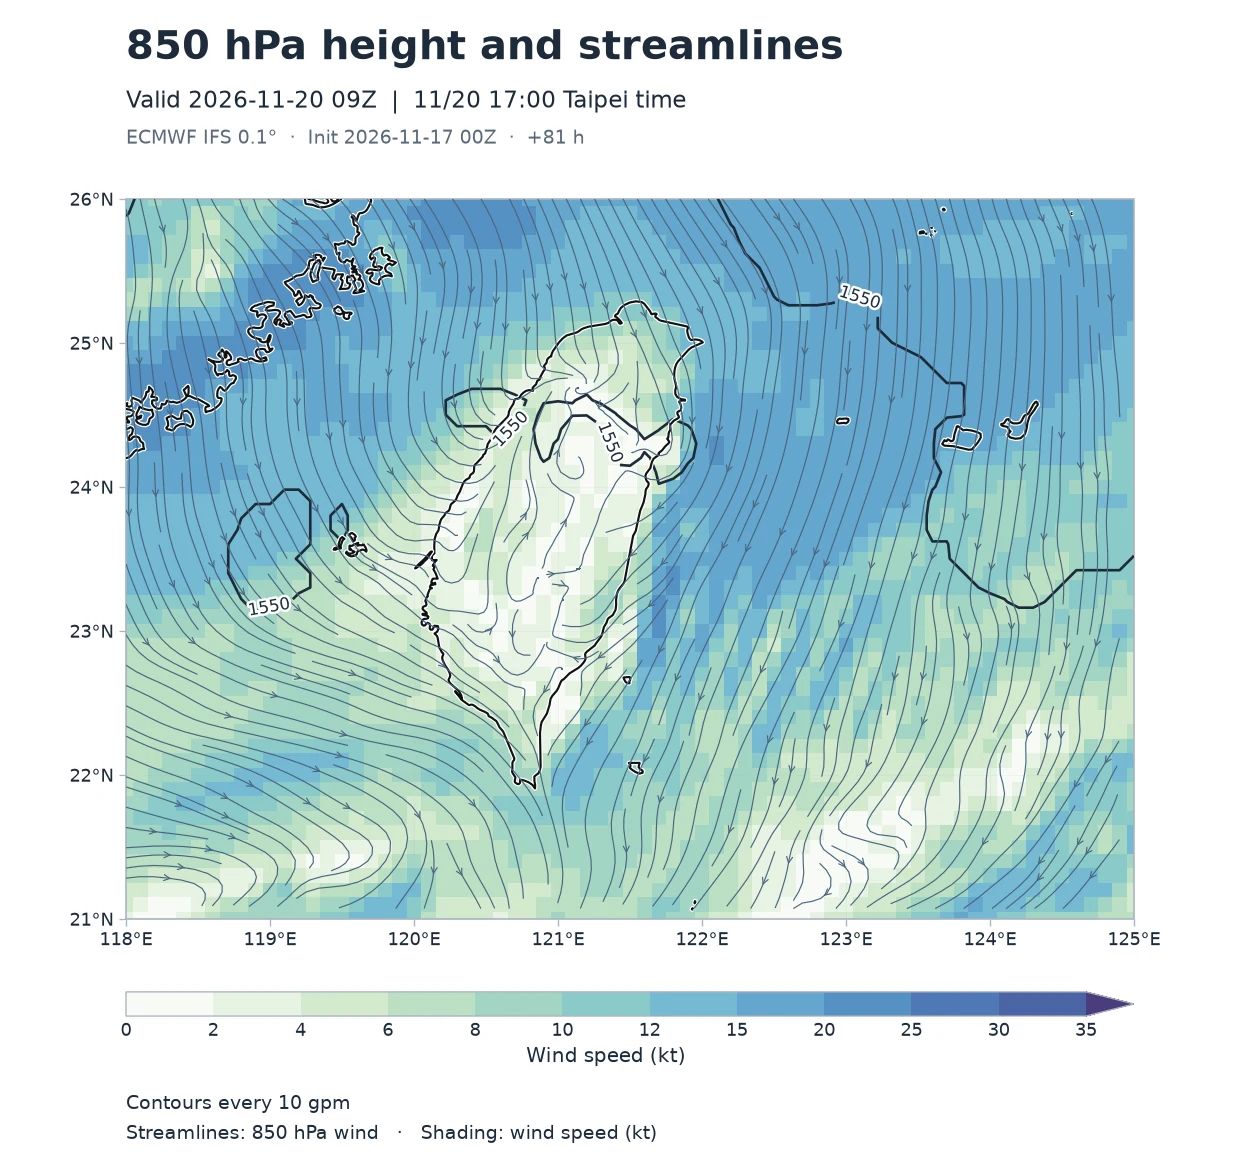 850 hPa height and streamlines
Valid 2026-11-20 09Z | 11/20 17:00 Taipei time
ECMWF IFS 0.1° · Init 2026-11-17 00Z · +81 h
26°N
25°N
24°N
23°N
22°N
21°N
1550
1550
1550
1550
118°E 119°E 120°E 121°E 122°E 123°E 124°E 125°E
0 2 4 6 8 10 12 15 20 25 30 35
Wind speed (kt)
Contours every 10 gpm
Streamlines: 850 hPa wind · Shading: wind speed (kt)